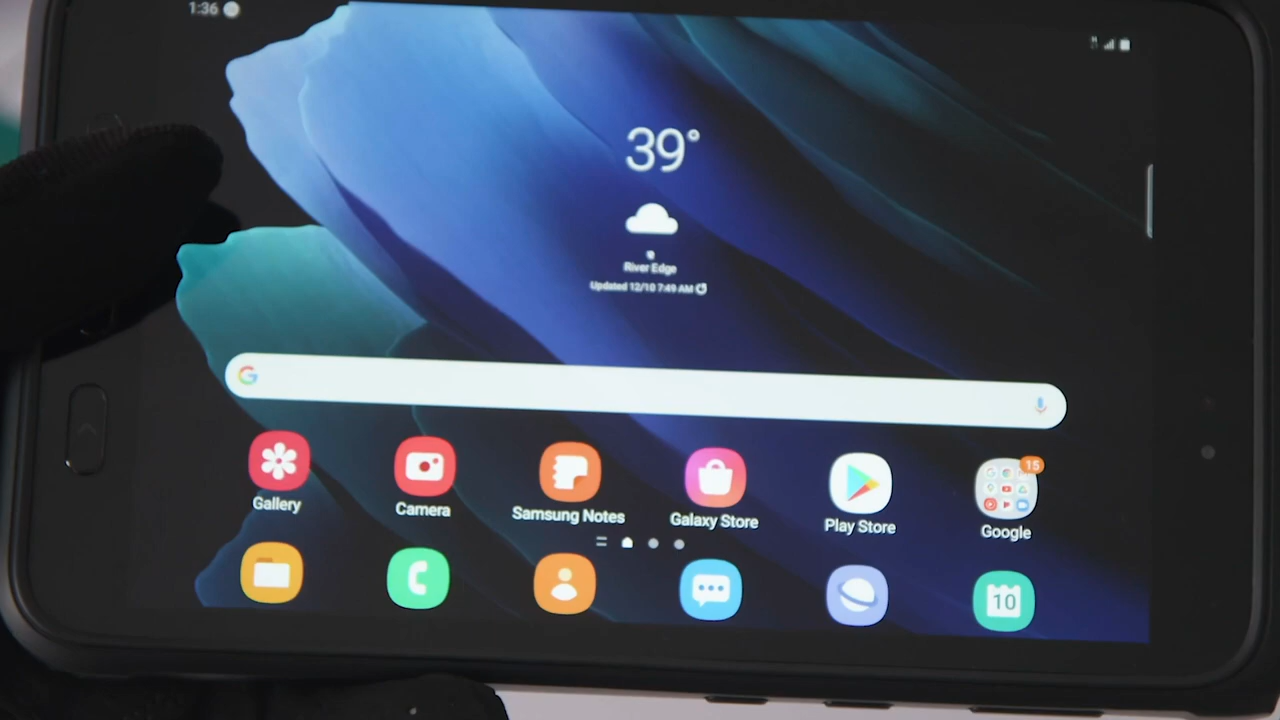 1:36
39°
River Edge
Updated 12/10 7:49 AM
G
15
Gallery
Camera
Samsung Notes
Galaxy Store
Play Store
Google
10